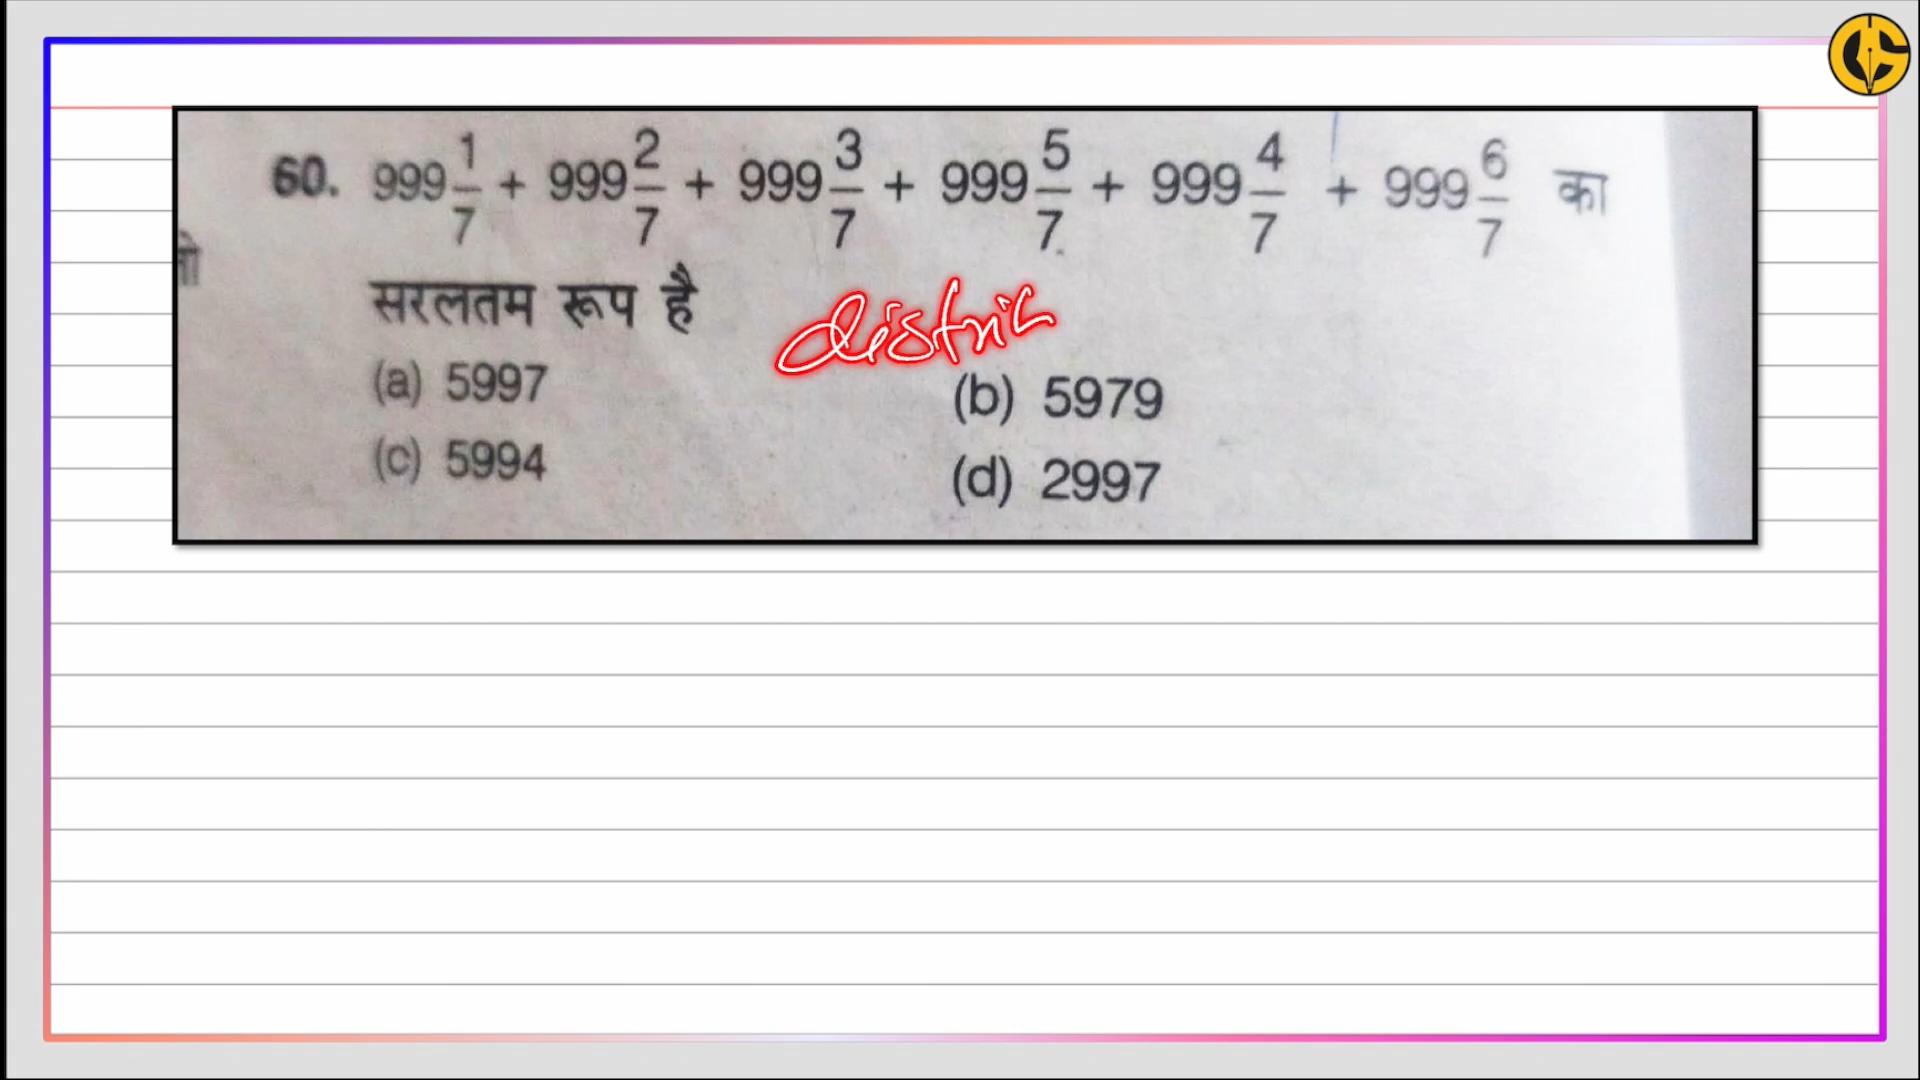 60. 999 1/7 + 999 2/7 + 999 3/7 + 999 5/7 + 999 4/7 + 999 6/7 का
सरलतम रूप है
distric
(a) 5997 (b) 5979
(c) 5994 (d) 2997